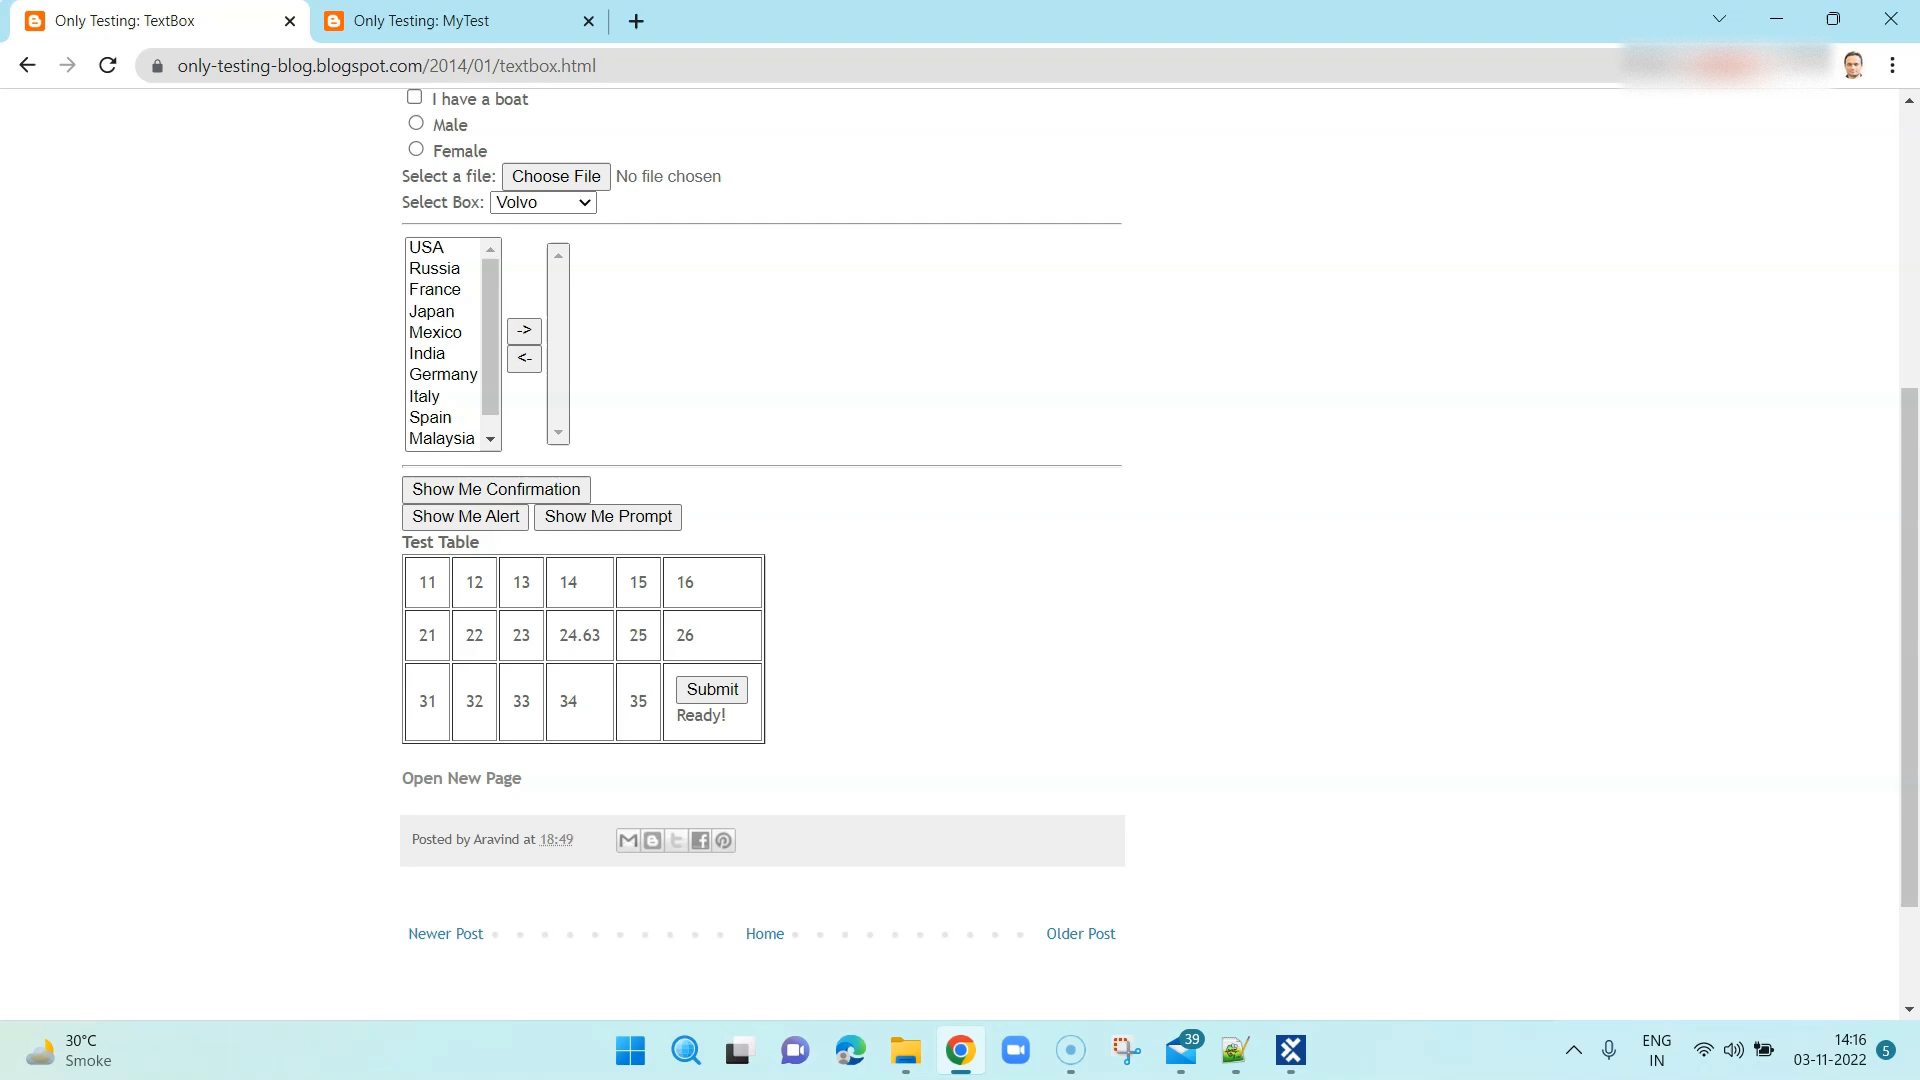 Only Testing: TextBox
Only Testing: MyTest
only-testing-blog.blogspot.com/2014/01/textbox.html
I have a boat
Male
Female
Select a file: Choose File No file chosen
Select Box: Volvo
USA
Russia
France
Japan
Mexico
India
Germany
Italy
Spain
Malaysia
->
<-
Show Me Confirmation
Show Me Alert Show Me Prompt
Test Table
11 12 13 14 15 16
21 22 23 24.63 25 26
31 32 33 34 35 Submit
Ready!
Open New Page
Posted by Aravind at 18:49
Newer Post Home Older Post
30°C
Smoke
39
ENG
IN
14:16
03-11-2022
5